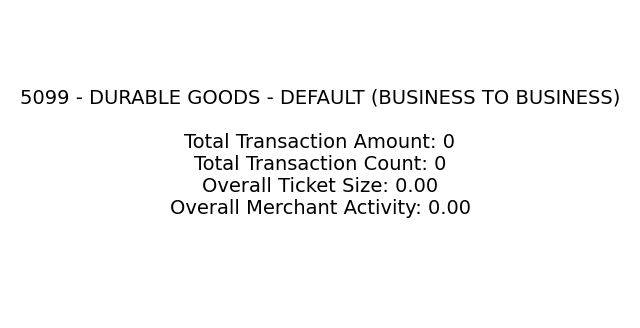 5099 - DURABLE GOODS - DEFAULT (BUSINESS TO BUSINESS)
Total Transaction Amount: 0
Total Transaction Count: 0
Overall Ticket Size: 0.00
Overall Merchant Activity: 0.00